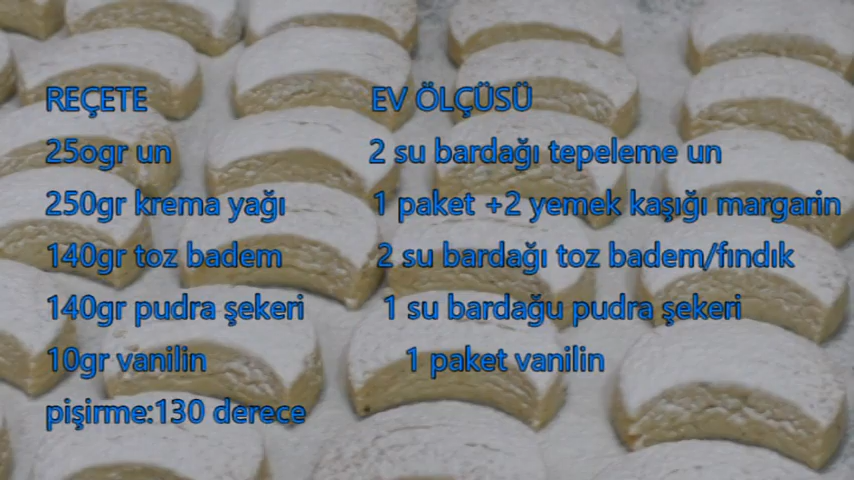 REÇETE EV ÖLÇÜSÜ
25ogr un 2 su bardağı tepeleme un
250gr krema yağı 1 paket +2 yemek kaşığı margarin
140gr toz badem 2 su bardağı toz badem/fındık
140gr pudra şekeri 1 su bardağu pudra şekeri
10gr vanilin 1 paket vanilin
pişirme:130 derece